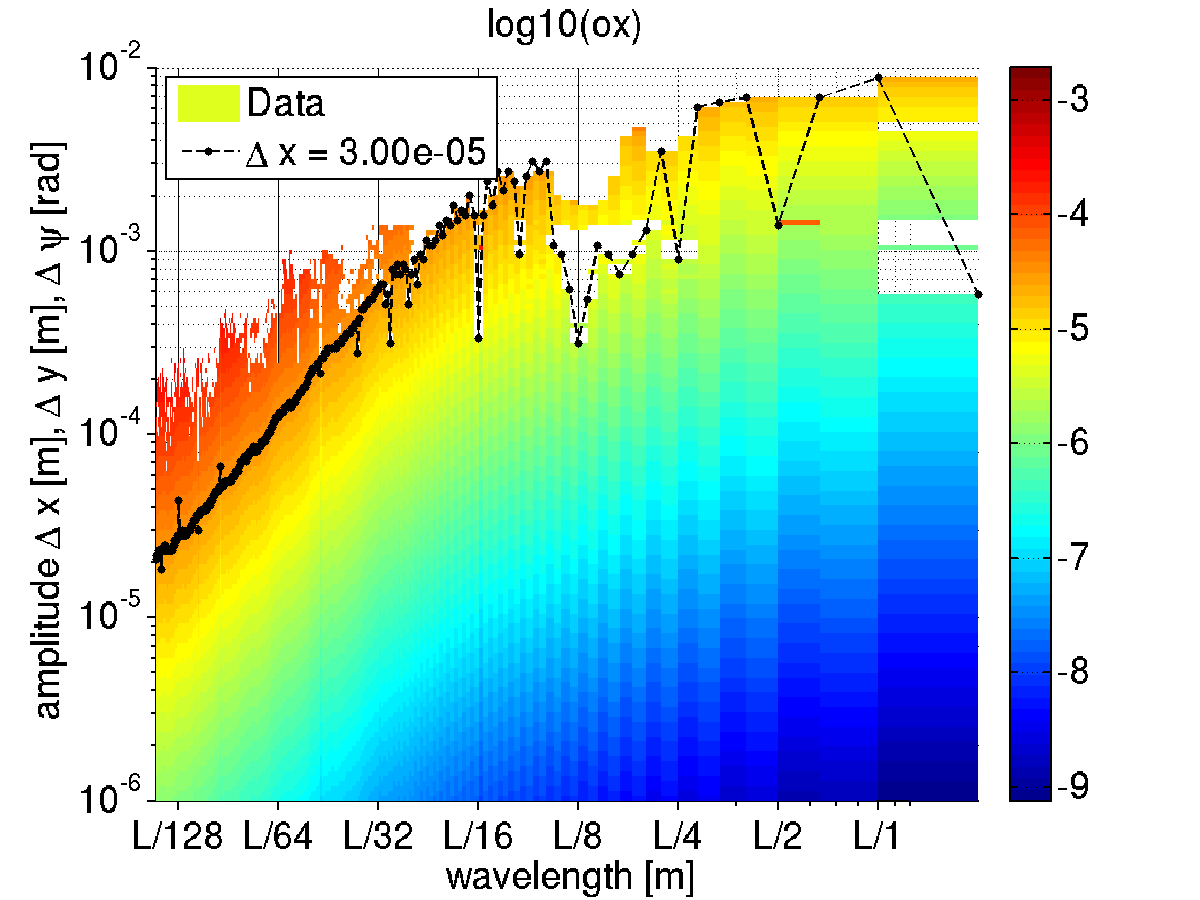 log10(ox)
10^-2
10^-3
10^-4
10^-5
10^-6
amplitude Δ x [m], Δ y [m], Δ ψ [rad]
Data
Δ x = 3.00e-05
L/128 L/64 L/32 L/16 L/8 L/4 L/2 L/1
wavelength [m]
-3
-4
-5
-6
-7
-8
-9